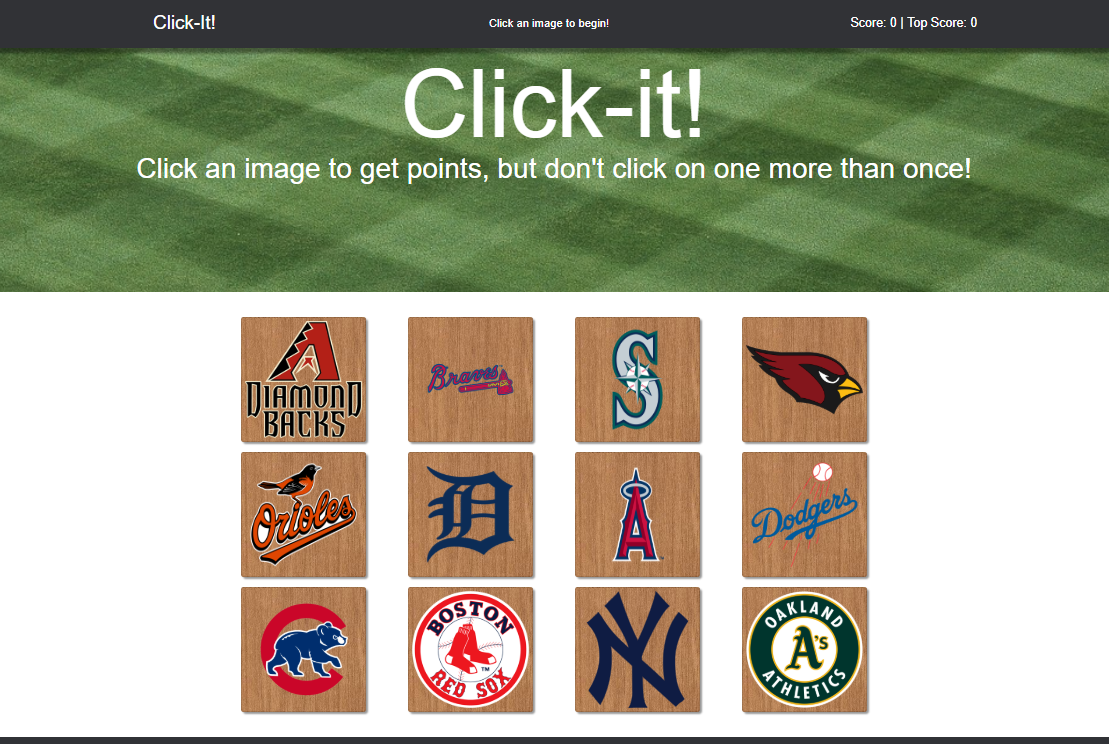 Click-It!
Click an image to begin!
Score: 0 | Top Score: 0
Click-it!
Click an image to get points, but don't click on one more than once!
DIAMOND
BACKS
Braves
S
Orioles
D
A
Dodgers
C
BOSTON
RED SOX
TM
NY
OAKLAND
A's
ATHLETICS